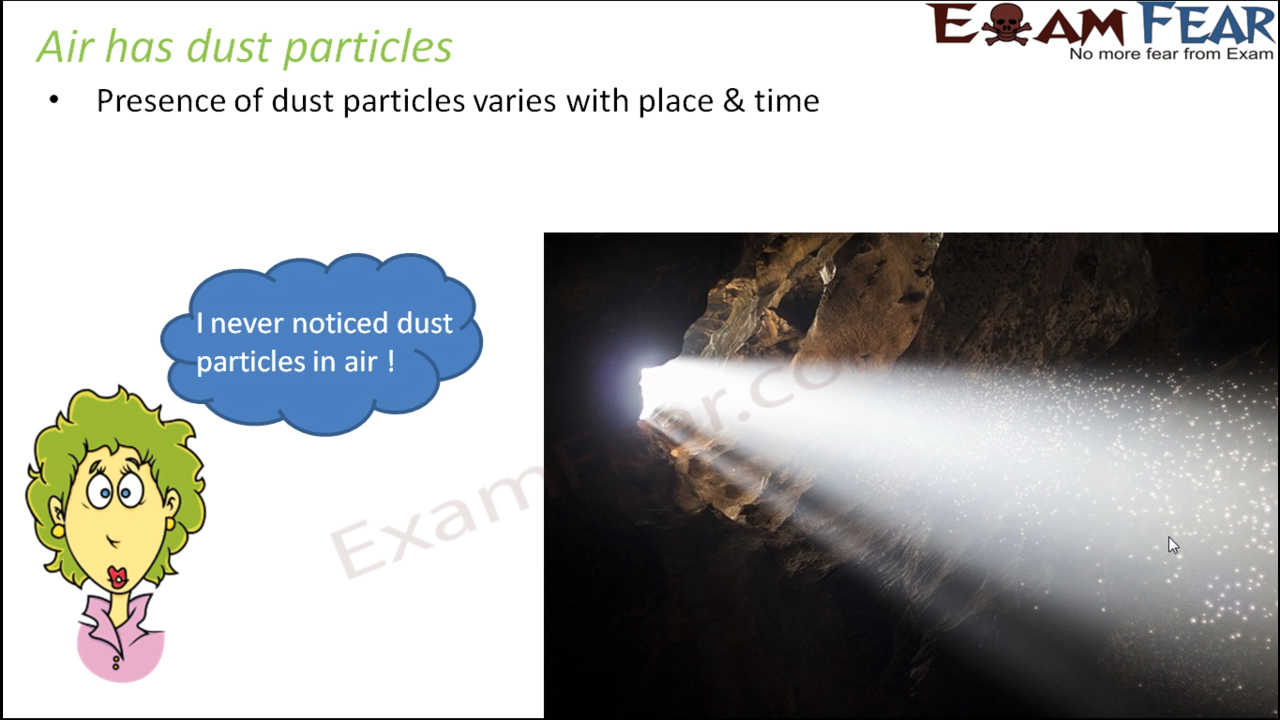 Air has dust particles
EXAM FEAR
No more fear from Exam
• Presence of dust particles varies with place & time
I never noticed dust
particles in air !
ExamFear.com